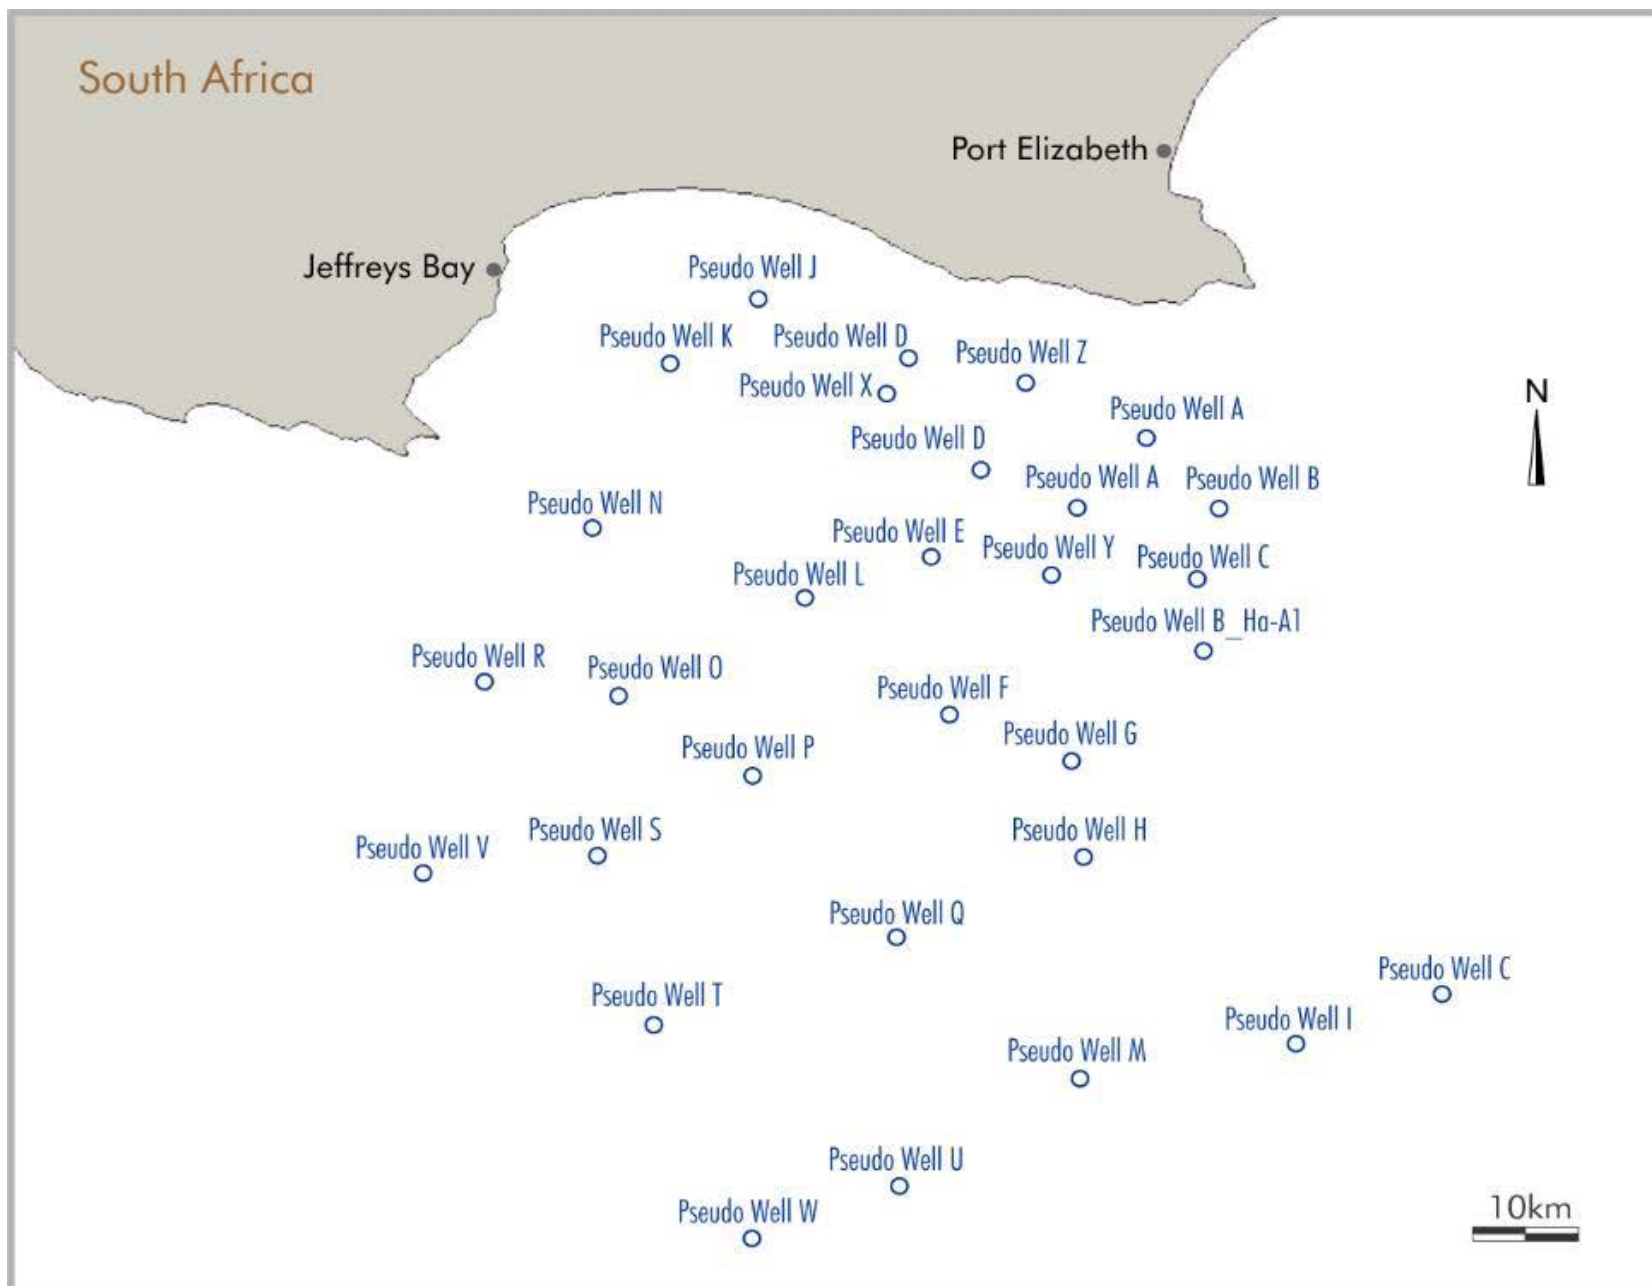 South Africa
Port Elizabeth
Jeffreys Bay
Pseudo Well J
Pseudo Well K
Pseudo Well D
Pseudo Well Z
Pseudo Well X
N
Pseudo Well A
Pseudo Well D
Pseudo Well A
Pseudo Well B
Pseudo Well N
Pseudo Well E
Pseudo Well Y
Pseudo Well C
Pseudo Well L
Pseudo Well B_Ha-A1
Pseudo Well R
Pseudo Well O
Pseudo Well F
Pseudo Well G
Pseudo Well P
Pseudo Well S
Pseudo Well H
Pseudo Well V
Pseudo Well Q
Pseudo Well C
Pseudo Well T
Pseudo Well I
Pseudo Well M
Pseudo Well U
Pseudo Well W
10km